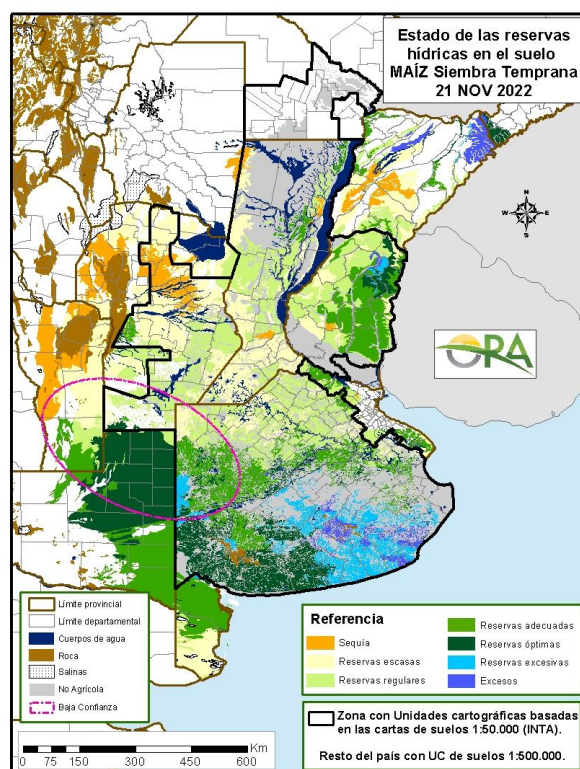 Estado de las reservas
hídricas en el suelo
MAÍZ Siembra Temprana
21 NOV 2022
N
W
E
S
ORA
Límite provincial
Límite departamental
Cuerpos de agua
Roca
Salinas
No Agrícola
Baja Confianza
Referencia
Sequía
Reservas escasas
Reservas regulares
Reservas adecuadas
Reservas óptimas
Reservas excesivas
Excesos
Zona con Unidades cartográficas basadas
en las cartas de suelos 1:50.000 (INTA).
Resto del país con UC de suelos 1:500.000.
Km
0 75 150 300 450 600